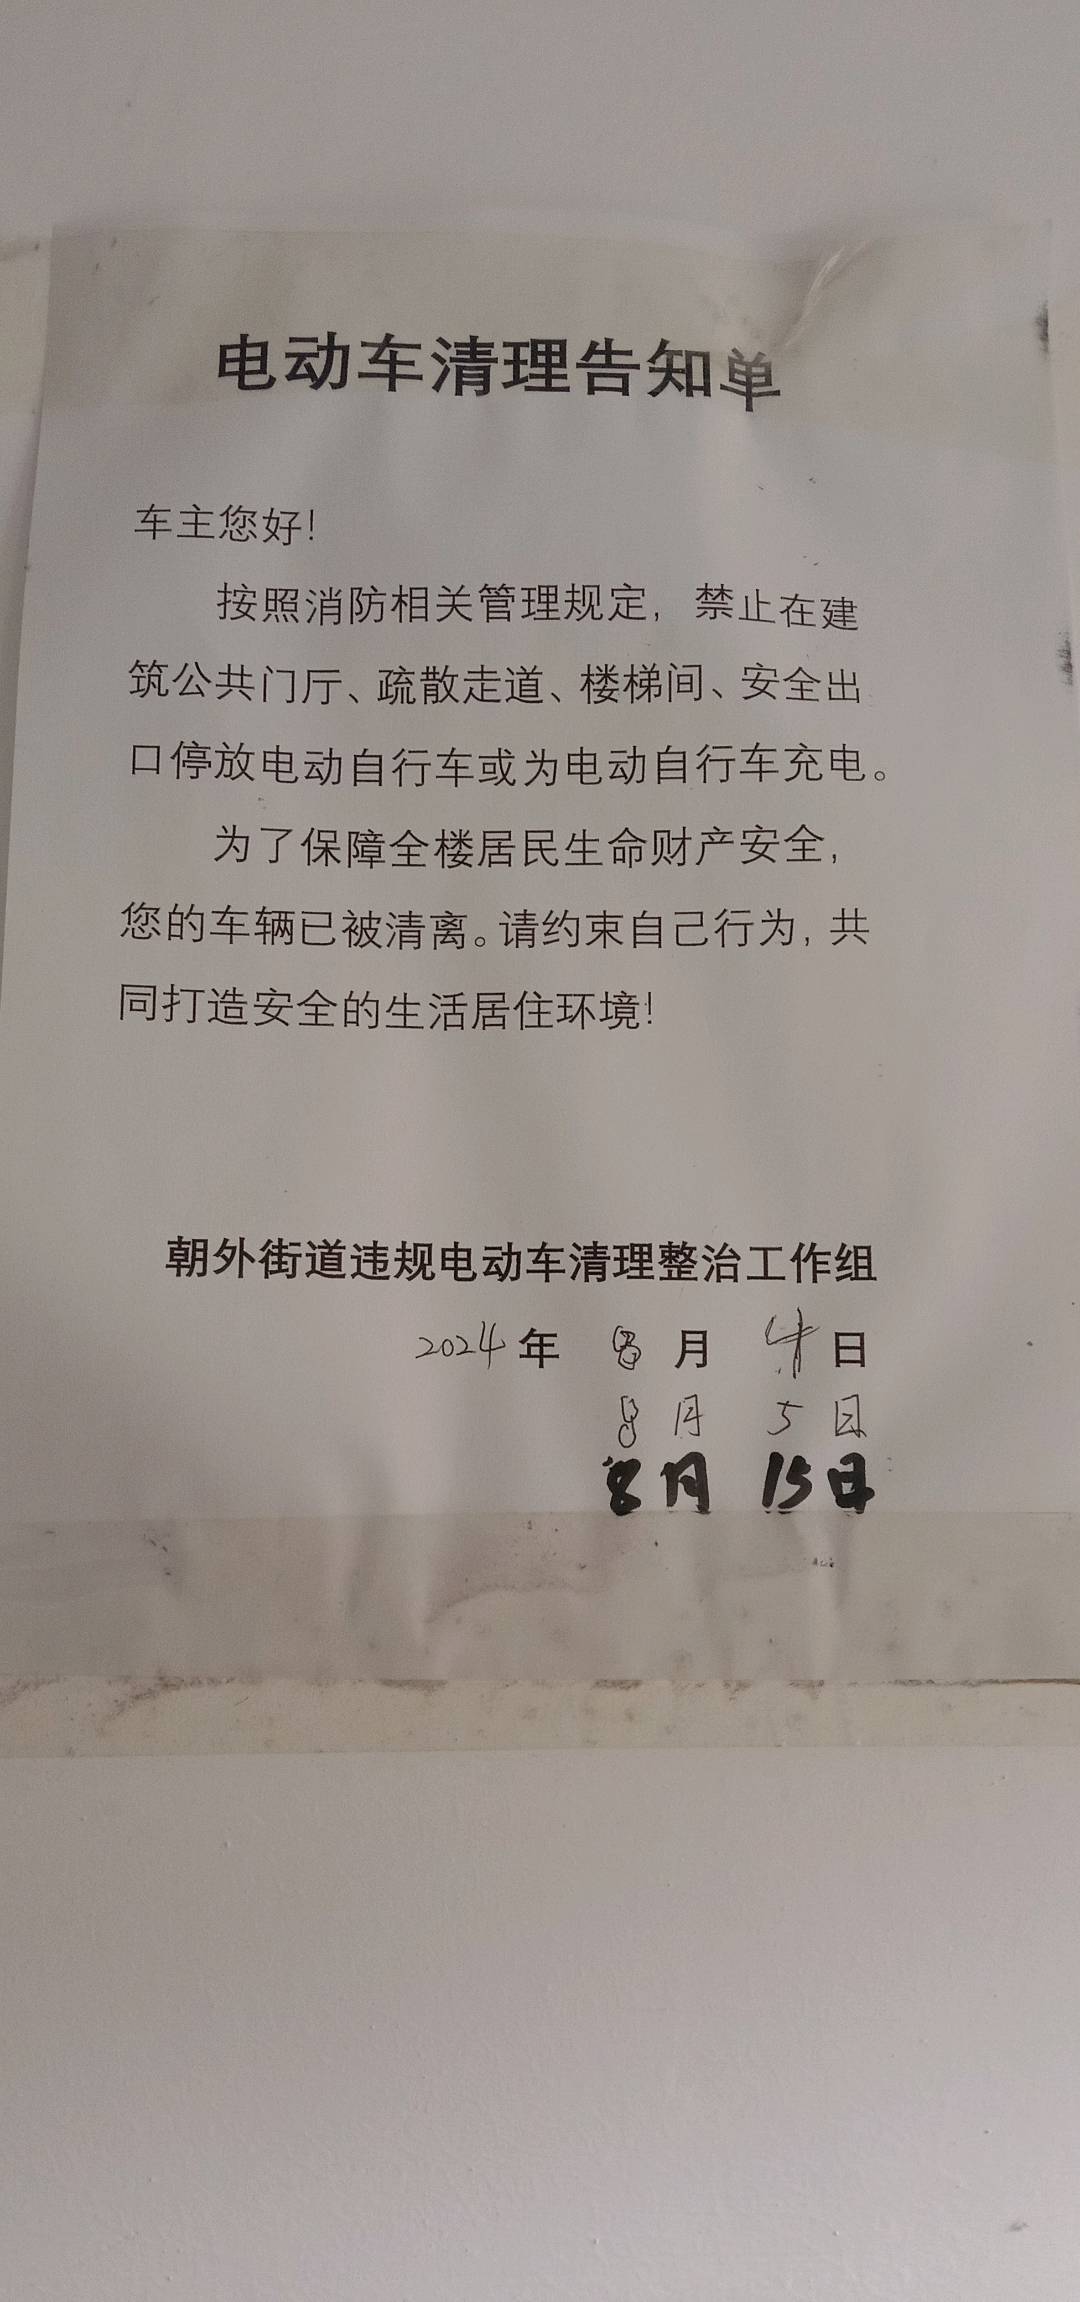 电动车清理告知单
车主您好！
按照消防相关管理规定，禁止在建
筑公共门厅、疏散走道、楼梯间、安全出
口停放电动自行车或为电动自行车充电。
为了保障全楼居民生命财产安全，
您的车辆已被清离。请约束自己行为，共
同打造安全的生活居住环境！
朝外街道违规电动车清理整治工作组
2024年 8月 4日
8月 5日
8月 15日